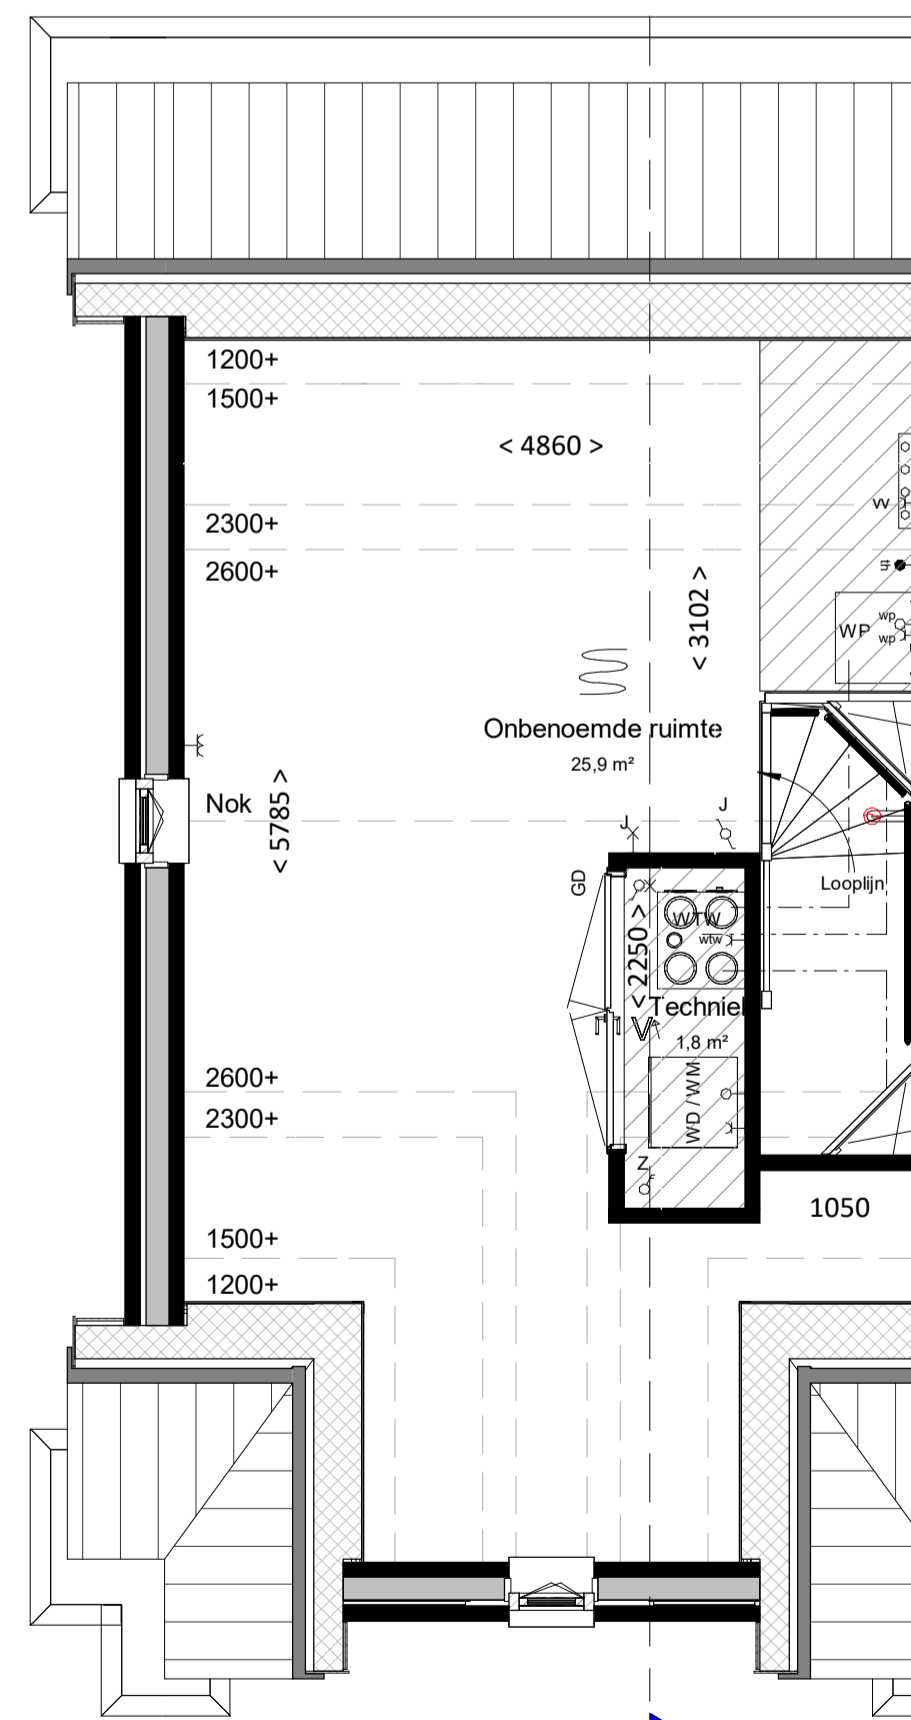 1200+
1500+
< 4860 >
2300+
VV
2600+
th
< 3102 >
wp
WP
wp
Onbenoemde ruimte
25,9 m²
Nok
< 5785 >
J
J
GD
Looplijn
WTW
wtw
< 2250 >
Techniek
1,8 m²
2600+
WD / WM
2300+
Z
1050
1500+
1200+